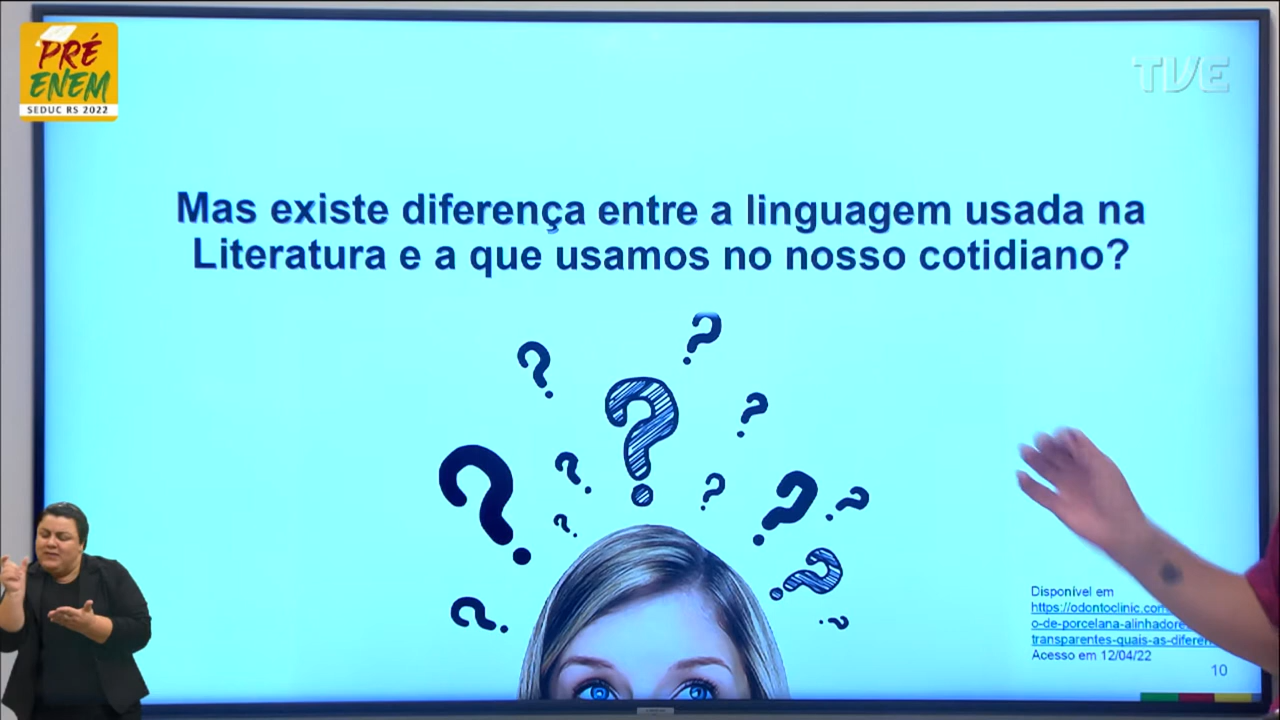 PRÉ
ENEM
SEDUC RS 2022
TVE
Mas existe diferença entre a linguagem usada na
Literatura e a que usamos no nosso cotidiano?
Disponível em
https://odontoclinic.com
o-de-porcelana-alinhadore
transparentes-quais-as-diferen
Acesso em 12/04/22
10